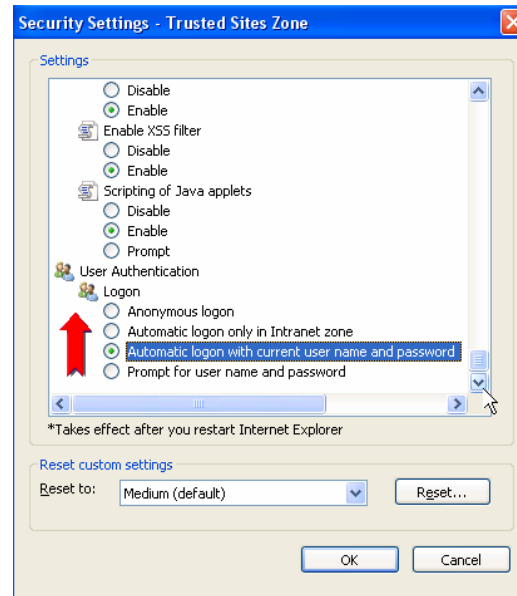 Security Settings - Trusted Sites Zone
Settings
Disable
Enable
Enable XSS filter
Disable
Enable
Scripting of Java applets
Disable
Enable
Prompt
User Authentication
Logon
Anonymous logon
Automatic logon only in Intranet zone
Automatic logon with current user name and password
Prompt for user name and password
*Takes effect after you restart Internet Explorer
Reset custom settings
Reset to: Medium (default) Reset...
OK Cancel